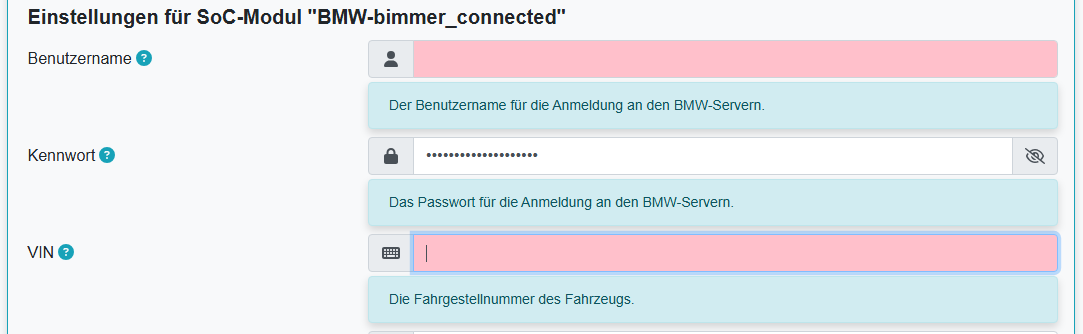 Einstellungen für SoC-Modul "BMW-bimmer_connected"
Benutzername ?
Der Benutzername für die Anmeldung an den BMW-Servern.
Kennwort ?
••••••••••••••••••••
Das Passwort für die Anmeldung an den BMW-Servern.
VIN ?
Die Fahrgestellnummer des Fahrzeugs.